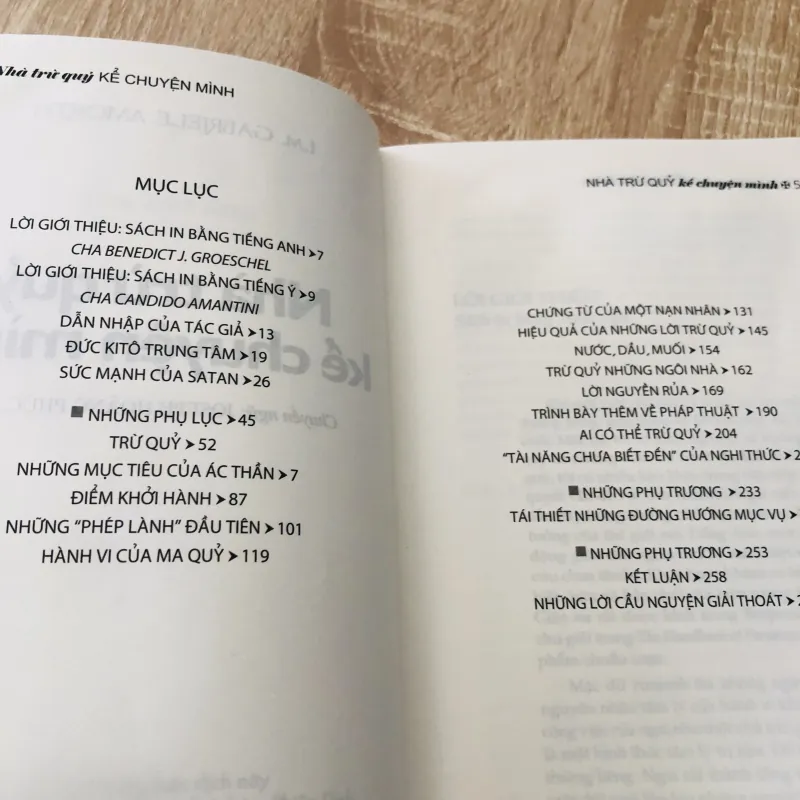 Nhà trừ quỷ KỂ CHUYỆN MÌNH
MỤC LỤC
LỜI GIỚI THIỆU: SÁCH IN BẰNG TIẾNG ANH ➤7
CHA BENEDICT J. GROESCHEL
LỜI GIỚI THIỆU: SÁCH IN BẰNG TIẾNG Ý ➤9
CHA CANDIDO AMANTINI
DẪN NHẬP CỦA TÁC GIẢ ➤13
ĐỨC KITÔ TRUNG TÂM ➤19
SỨC MẠNH CỦA SATAN ➤26
■ NHỮNG PHỤ LỤC ➤45
TRỪ QUỶ ➤52
NHỮNG MỤC TIÊU CỦA ÁC THẦN ➤7
ĐIỂM KHỞI HÀNH ➤87
NHỮNG “PHÉP LÀNH” ĐẦU TIÊN ➤101
HÀNH VI CỦA MA QUỶ ➤119
NHÀ TRỪ QUỶ kể chuyện mình ✠ 5
CHỨNG TỪ CỦA MỘT NẠN NHÂN ➤131
HIỆU QUẢ CỦA NHỮNG LỜI TRỪ QUỶ ➤145
NƯỚC, DẦU, MUỐI ➤154
TRỪ QUỶ NHỮNG NGÔI NHÀ ➤162
LỜI NGUYỀN RỦA ➤169
TRÌNH BÀY THÊM VỀ PHÁP THUẬT ➤190
AI CÓ THỂ TRỪ QUỶ ➤204
“TÀI NĂNG CHƯA BIẾT ĐẾN” CỦA NGHI THỨC ➤2
■ NHỮNG PHỤ TRƯƠNG ➤233
TÁI THIẾT NHỮNG ĐƯỜNG HƯỚNG MỤC VỤ ➤
■ NHỮNG PHỤ TRƯƠNG ➤253
KẾT LUẬN ➤258
NHỮNG LỜI CẦU NGUYỆN GIẢI THOÁT ➤2